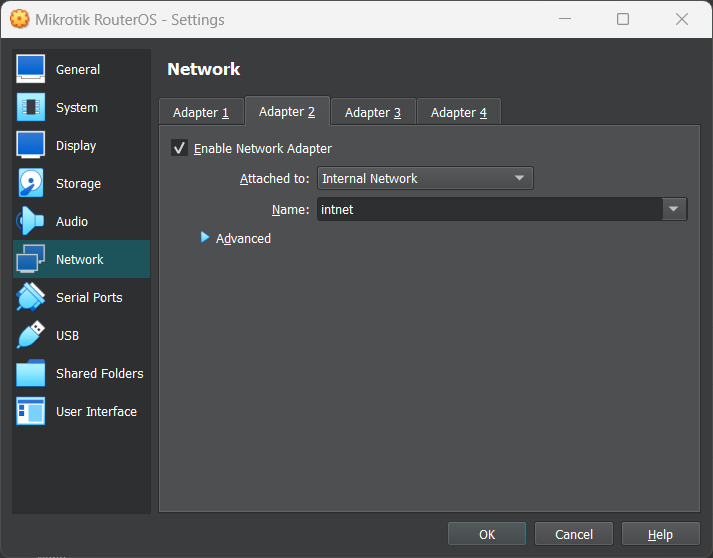 Mikrotik RouterOS - Settings
General
System
Display
Storage
Audio
Network
Serial Ports
USB
Shared Folders
User Interface
Network
Adapter 1 Adapter 2 Adapter 3 Adapter 4
Enable Network Adapter
Attached to: Internal Network
Name: intnet
Advanced
OK Cancel Help